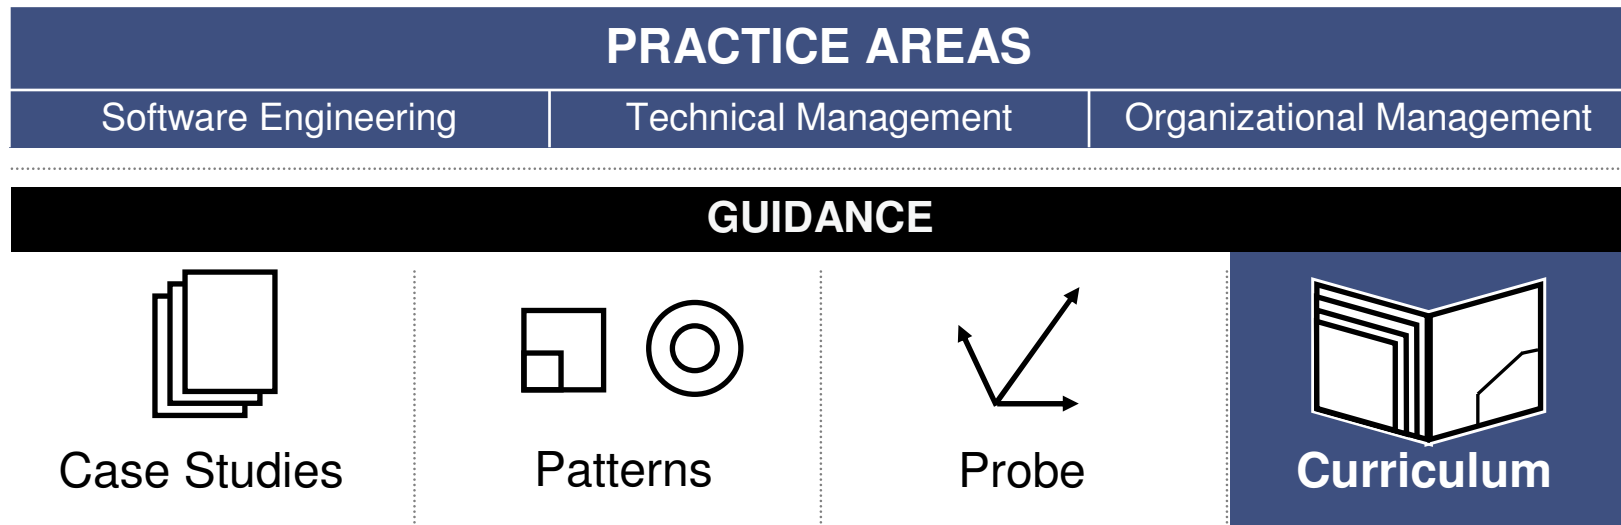 PRACTICE AREAS
Software Engineering
Technical Management
Organizational Management
GUIDANCE
Case Studies
Patterns
Probe
Curriculum